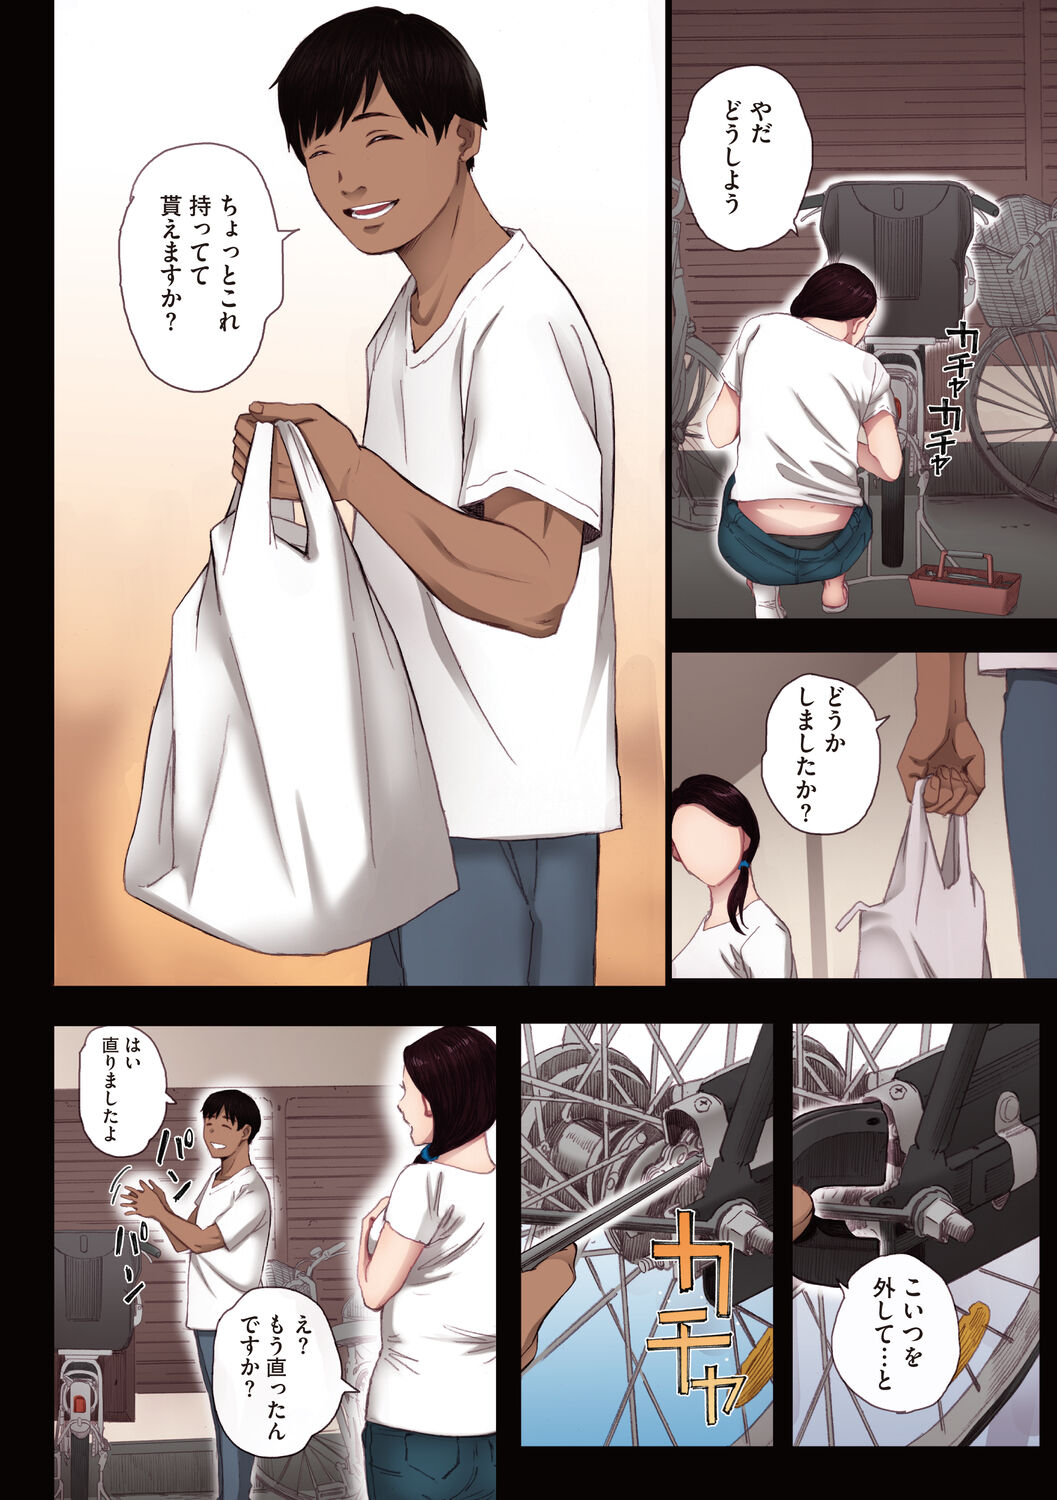 やだ
どうしよう
カチャカチャ
どうか
しましたか?
ちょっとこれ
持ってて
貰えますか?
こいつを
外して…と
カチャ
はい
直りましたよ
パンパン
え?
もう直ったん
ですか?